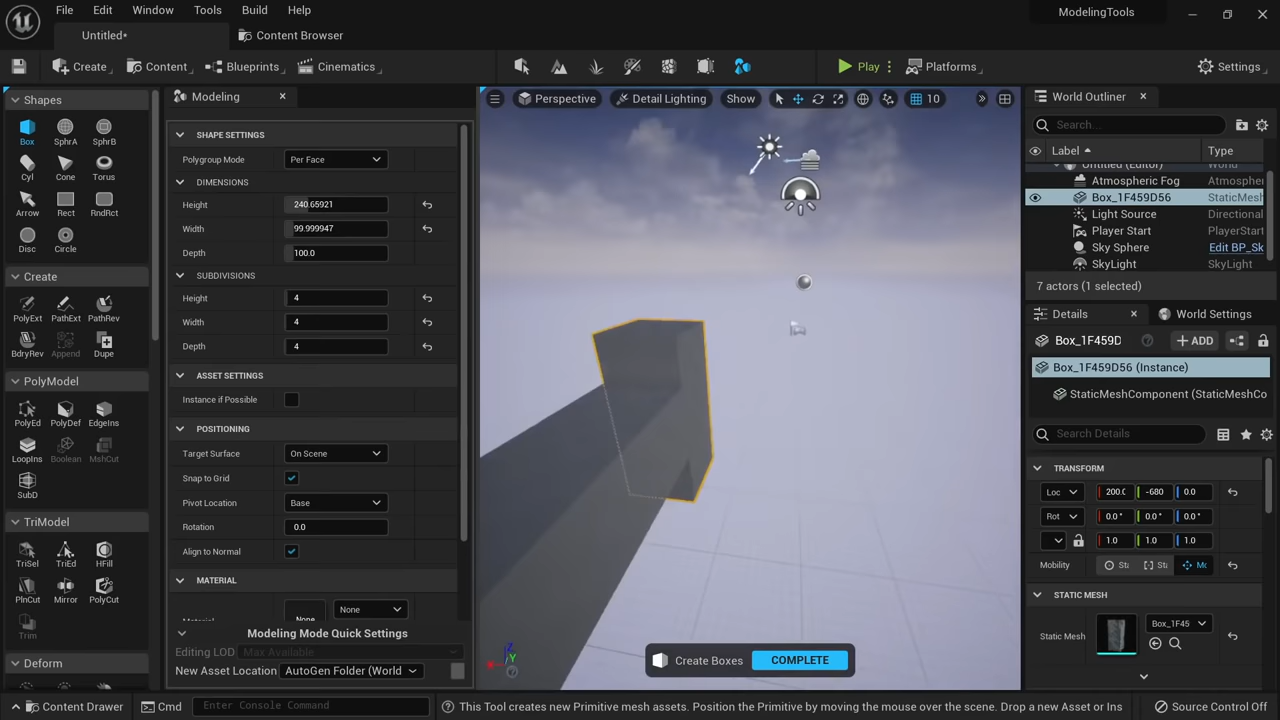 File Edit Window Tools Build Help
ModelingTools
Untitled*
Content Browser
Create
Content
Blueprints
Cinematics
Play
Platforms
Settings
Shapes
Box SphrA SphrB
Cyl Cone Torus
Arrow Rect RndRct
Disc Circle
Create
PolyExt PathExt PathRev
BdryRev Append Dupe
PolyModel
PolyEd PolyDef EdgeIns
LoopIns Boolean MshCut
SubD
TriModel
TriSel TriEd HFill
PlnCut Mirror PolyCut
Trim
Deform
Modeling
SHAPE SETTINGS
Polygroup Mode Per Face
DIMENSIONS
Height 240.65921
Width 99.999947
Depth 100.0
SUBDIVISIONS
Height 4
Width 4
Depth 4
ASSET SETTINGS
Instance if Possible
POSITIONING
Target Surface On Scene
Snap to Grid
Pivot Location Base
Rotation 0.0
Align to Normal
MATERIAL
None None
Modeling Mode Quick Settings
Editing LOD Max Available
New Asset Location AutoGen Folder (World
Perspective Detail Lighting Show 10
Z
X Y
Create Boxes COMPLETE
World Outliner
Search...
Label Type
Untitled (Editor) World
Atmospheric Fog Atmosphe
Box_1F459D56 StaticMesh
Light Source Directional
Player Start PlayerStart
Sky Sphere Edit BP_Sk
SkyLight SkyLight
7 actors (1 selected)
Details World Settings
Box_1F459D
ADD
Box_1F459D56 (Instance)
StaticMeshComponent (StaticMeshCo
Search Details
TRANSFORM
Loc 200.0 -680 0.0
Rot 0.0° 0.0° 0.0°
1.0 1.0 1.0
Mobility Sta Sta Mo
STATIC MESH
Static Mesh Box_1F45
Content Drawer Cmd Enter Console Command
This Tool creates new Primitive mesh assets. Position the Primitive by moving the mouse over the scene. Drop a new Asset or Ins
Source Control Off